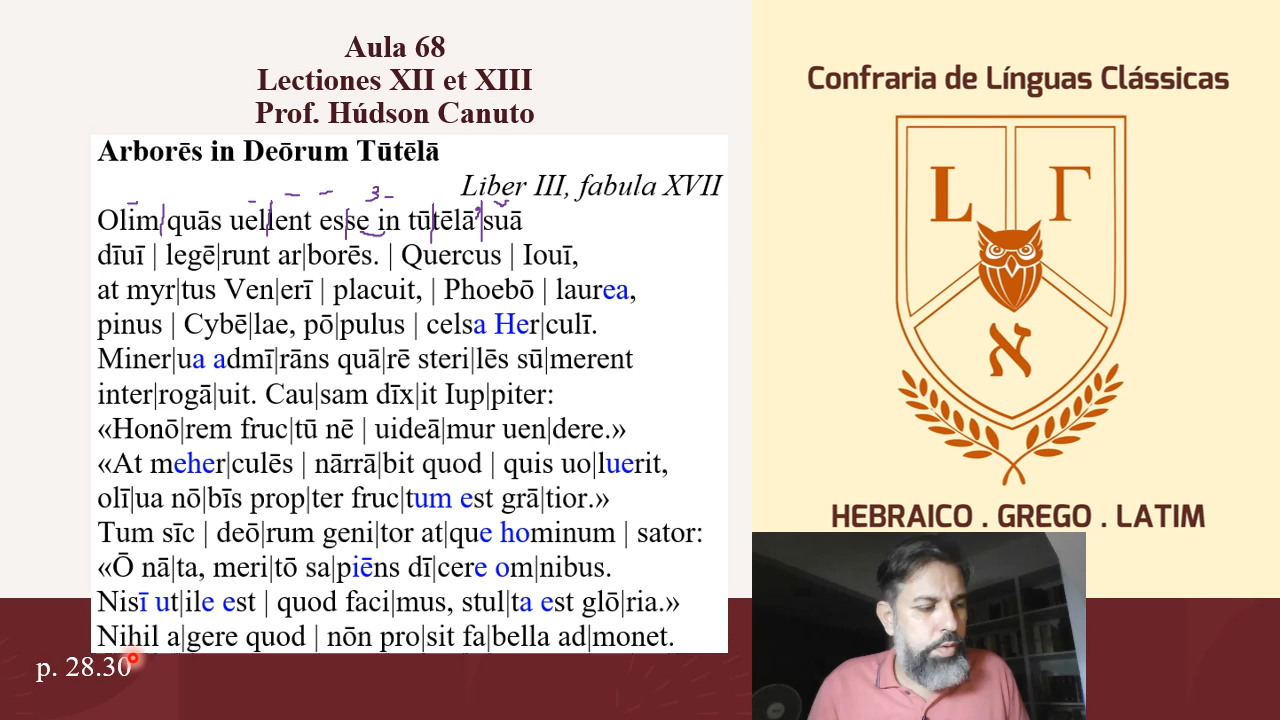 Aula 68
Lectiones XII et XIII
Prof. Húdson Canuto
Arborēs in Deōrum Tūtēlā
Liber III, fabula XVII
Olim quās uellent esse in tūtēlā suā
dīuī | legē|runt ar|borēs. | Quercus | Iouī,
at myr|tus Ven|erī | placuit, | Phoebō | laurea,
pinus | Cybē|lae, pō|pulus | celsa Her|culī.
Miner|ua admī|rāns quā|rē steri|lēs sū|merent
inter|rogā|uit. Cau|sam dīx|it Iup|piter:
«Honō|rem fruc|tū nē | uideā|mur uen|dere.»
«At meher|culēs | nārrā|bit quod | quis uo|luerit,
olī|ua nō|bīs prop|ter fruc|tum est grā|tior.»
Tum sīc | deō|rum geni|tor at|que hominum | sator:
«Ō nā|ta, meri|tō sa|piēns dī|cere om|nibus.
Nisī ut|ile est | quod faci|mus, stul|ta est glō|ria.»
Nihil a|gere quod | nōn pro|sit fa|bella ad|monet.
p. 28.30
Confraria de Línguas Clássicas
L Γ
א
HEBRAICO . GREGO . LATIM